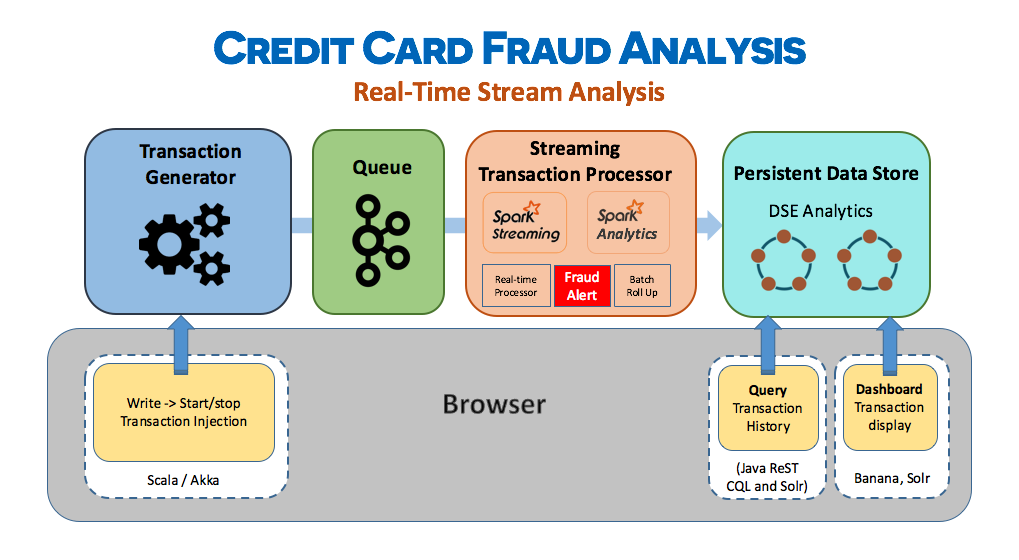 CREDIT CARD FRAUD ANALYSIS
Real-Time Stream Analysis
Transaction
Generator
Queue
Streaming
Transaction Processor
Spark
Streaming
Spark
Analytics
Real-time
Processor
Fraud
Alert
Batch
Roll Up
Persistent Data Store
DSE Analytics
Browser
Write -> Start/stop
Transaction Injection
Scala / Akka
Query
Transaction
History
(Java ReST
CQL and Solr)
Dashboard
Transaction
display
Banana, Solr